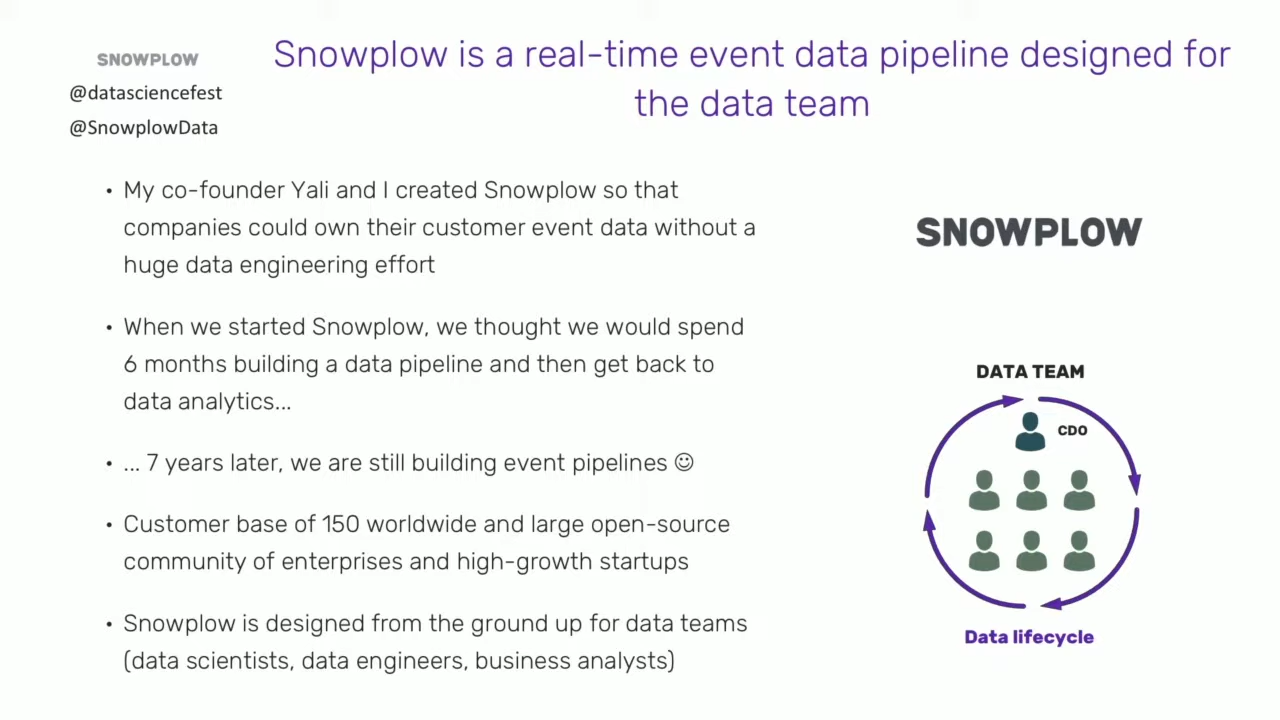 SNOWPLOW
@datasciencefest
@SnowplowData
Snowplow is a real-time event data pipeline designed for
the data team
• My co-founder Yali and I created Snowplow so that
companies could own their customer event data without a
huge data engineering effort
• When we started Snowplow, we thought we would spend
6 months building a data pipeline and then get back to
data analytics...
• ... 7 years later, we are still building event pipelines ☺
• Customer base of 150 worldwide and large open-source
community of enterprises and high-growth startups
• Snowplow is designed from the ground up for data teams
(data scientists, data engineers, business analysts)
SNOWPLOW
DATA TEAM
CDO
Data lifecycle